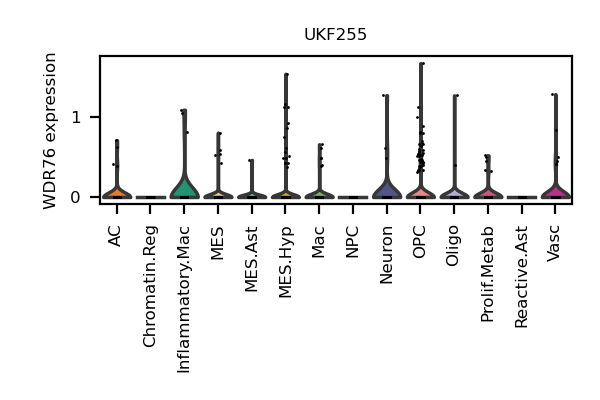 UKF255
WDR76 expression
1
0
AC
Chromatin.Reg
Inflammatory.Mac
MES
MES.Ast
MES.Hyp
Mac
NPC
Neuron
OPC
Oligo
Prolif.Metab
Reactive.Ast
Vasc